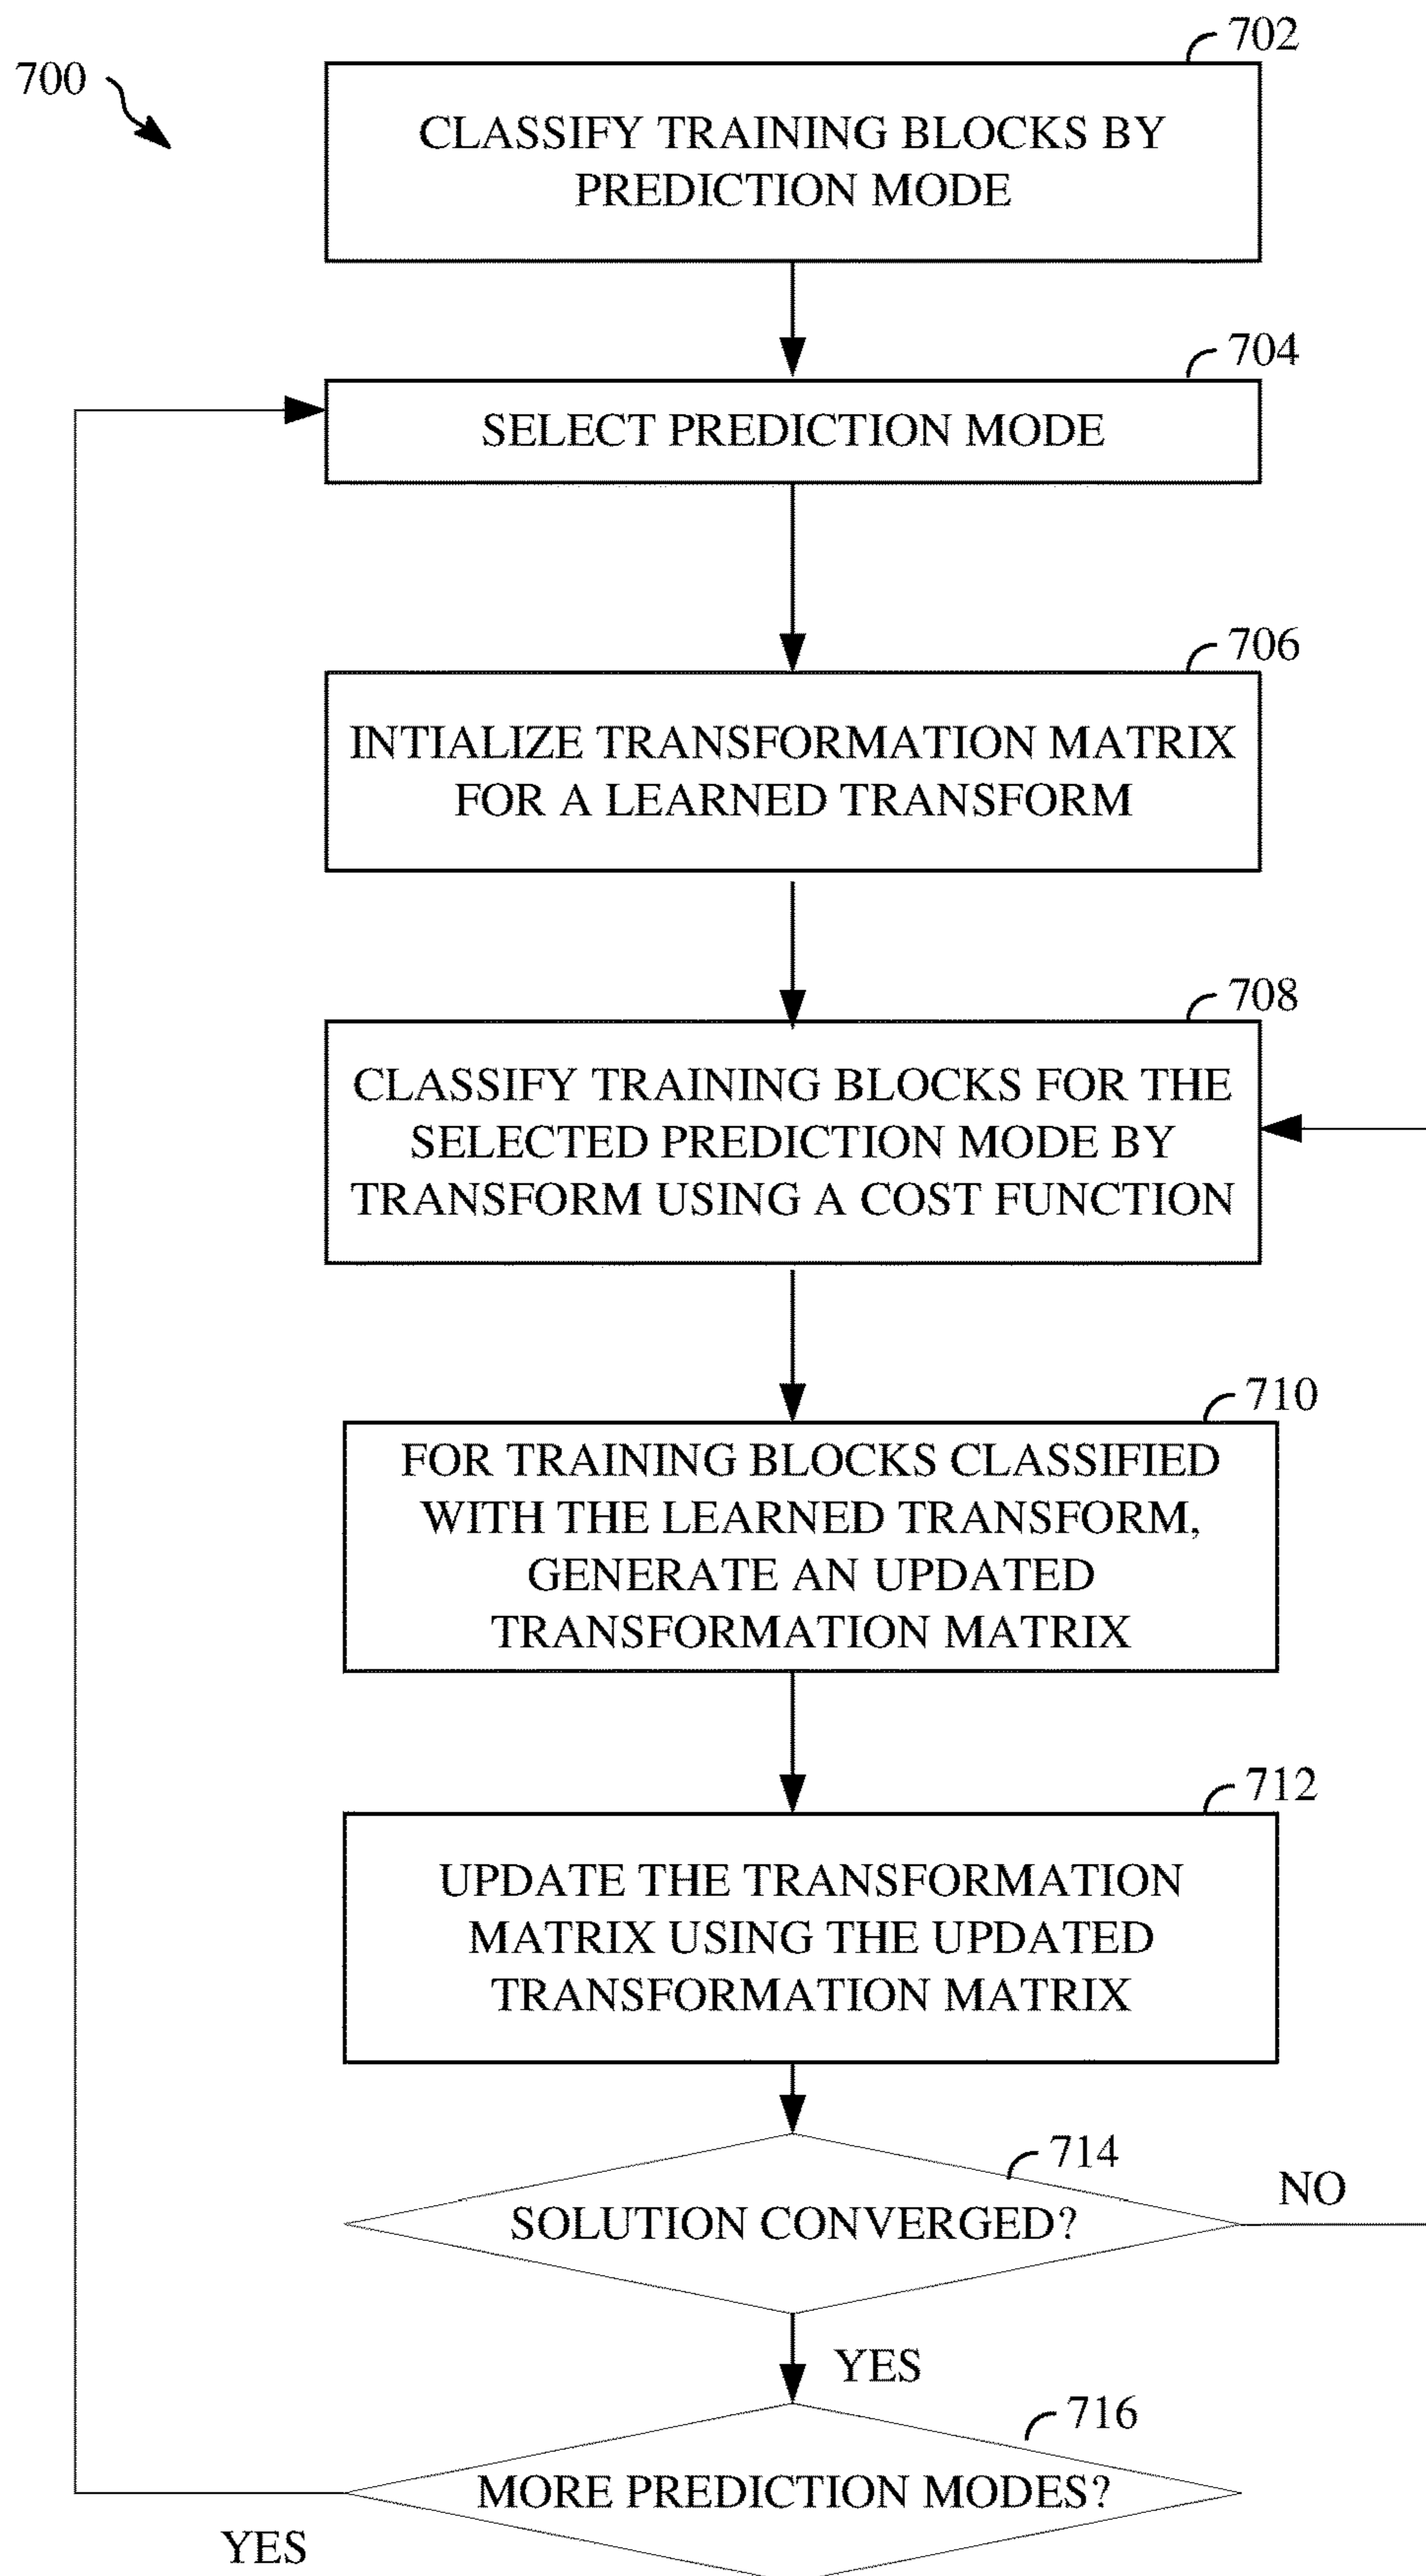 700
702
CLASSIFY TRAINING BLOCKS BY
PREDICTION MODE
704
SELECT PREDICTION MODE
706
INTIALIZE TRANSFORMATION MATRIX
FOR A LEARNED TRANSFORM
708
CLASSIFY TRAINING BLOCKS FOR THE
SELECTED PREDICTION MODE BY
TRANSFORM USING A COST FUNCTION
710
FOR TRAINING BLOCKS CLASSIFIED
WITH THE LEARNED TRANSFORM,
GENERATE AN UPDATED
TRANSFORMATION MATRIX
712
UPDATE THE TRANSFORMATION
MATRIX USING THE UPDATED
TRANSFORMATION MATRIX
714
SOLUTION CONVERGED?
NO
YES
716
MORE PREDICTION MODES?
YES